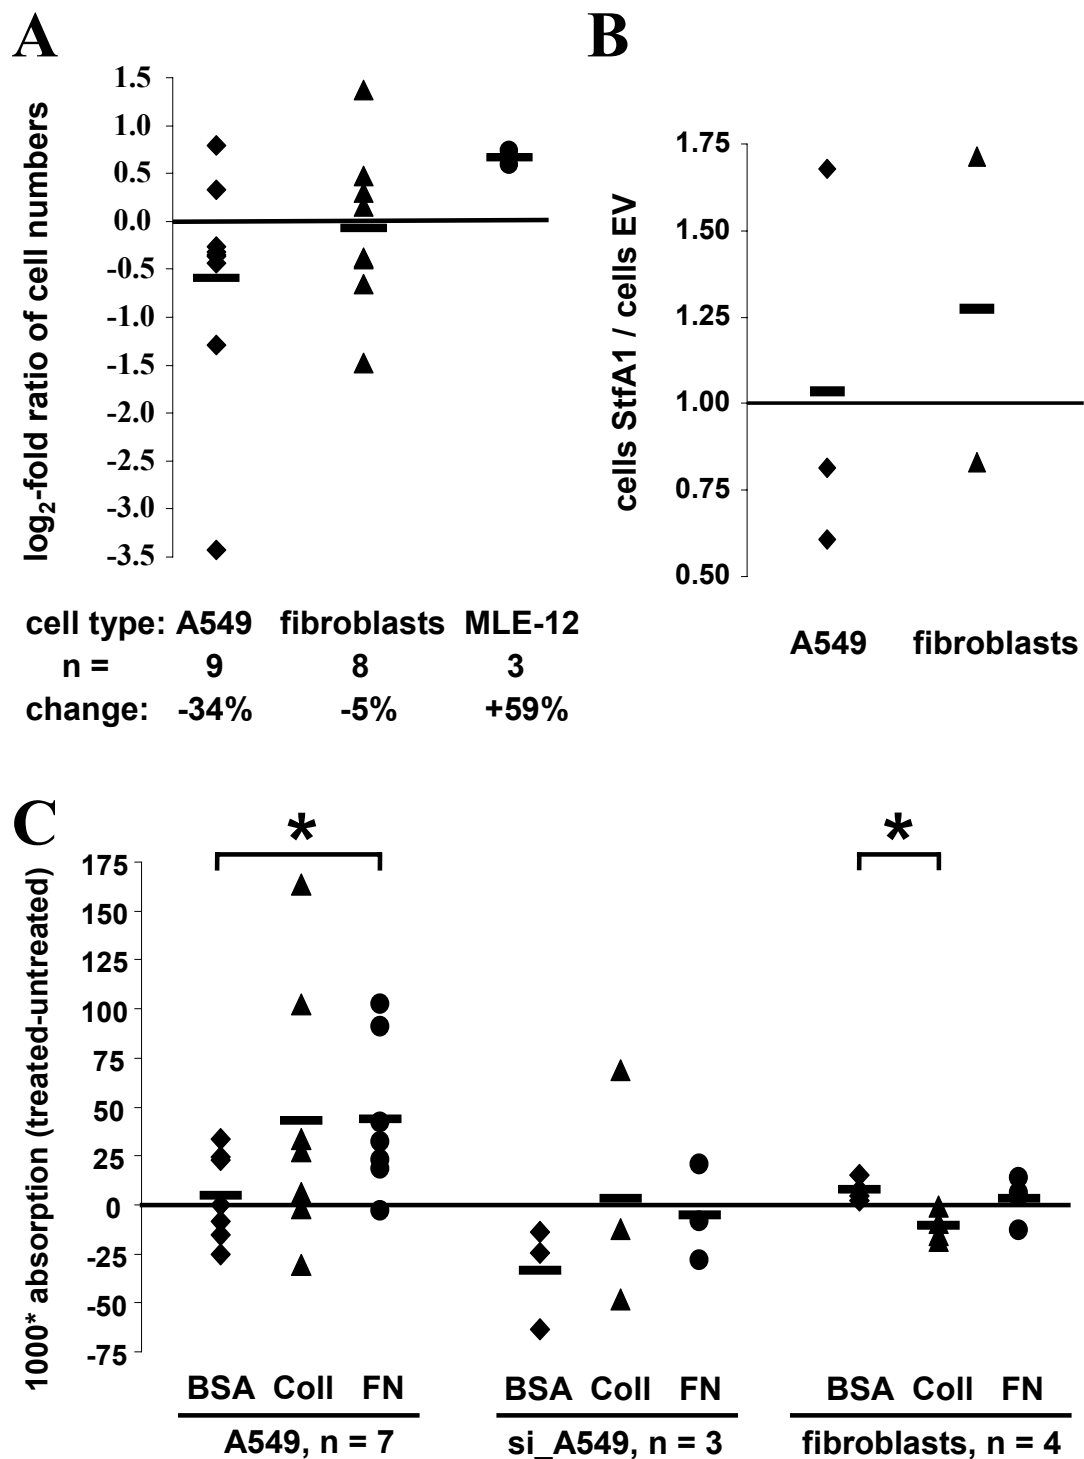 A
log2-fold ratio of cell numbers
1.5
1.0
0.5
0.0
-0.5
-1.0
-1.5
-2.0
-2.5
-3.0
-3.5
cell type: A549 fibroblasts MLE-12
n = 9 8 3
change: -34% -5% +59%
B
cells StfA1 / cells EV
1.75
1.50
1.25
1.00
0.75
0.50
A549 fibroblasts
C
1000* absorption (treated-untreated)
175
150
125
100
75
50
25
0
-25
-50
-75
* *
BSA Coll FN BSA Coll FN BSA Coll FN
A549, n = 7 si_A549, n = 3 fibroblasts, n = 4